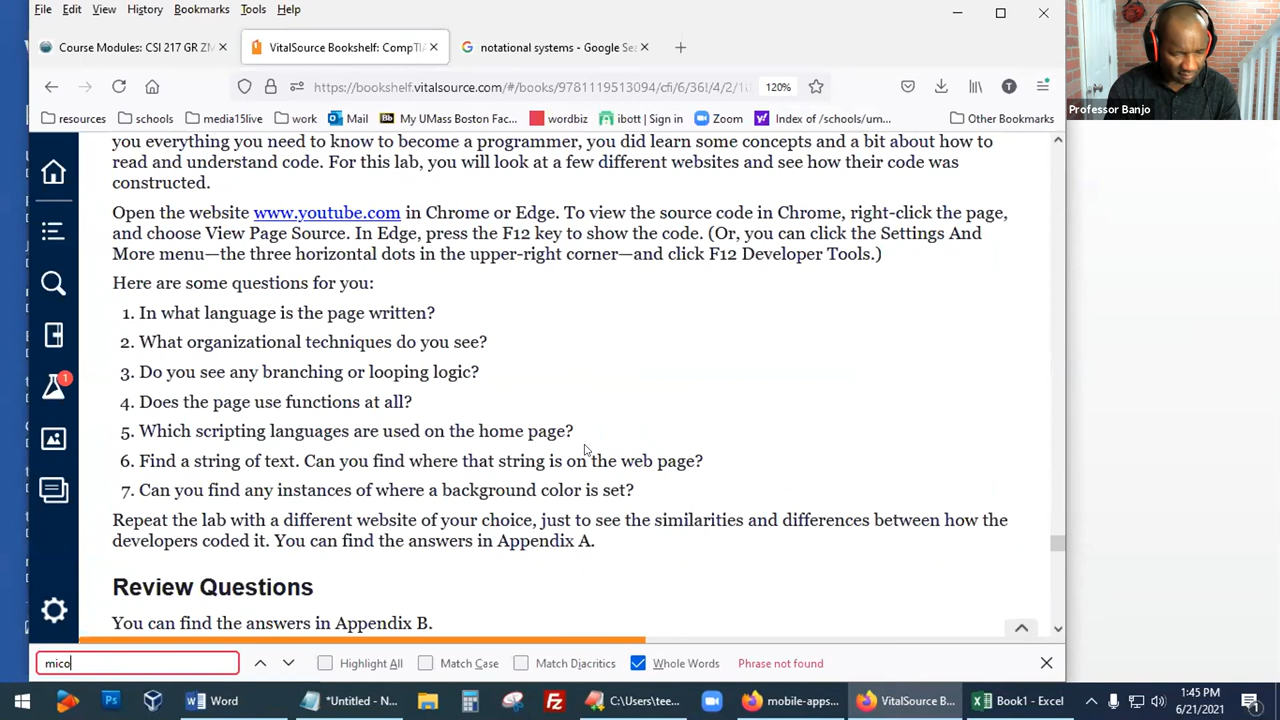 File Edit View History Bookmarks Tools Help
Course Modules: CSI 217 GR ZM
VitalSource Bookshelf: CompTIA
notational systems - Google Sea
https://bookshelf.vitalsource.com/#/books/9781119513094/cfi/6/36!/4/2/1
120%
T
resources schools media15live work Mail My UMass Boston Fac... wordbiz ibott | Sign in Zoom Index of /schools/um... Other Bookmarks
Professor Banjo
you everything you need to know to become a programmer, you did learn some concepts and a bit about how to
read and understand code. For this lab, you will look at a few different websites and see how their code was
constructed.
Open the website www.youtube.com in Chrome or Edge. To view the source code in Chrome, right-click the page,
and choose View Page Source. In Edge, press the F12 key to show the code. (Or, you can click the Settings And
More menu—the three horizontal dots in the upper-right corner—and click F12 Developer Tools.)
Here are some questions for you:
1. In what language is the page written?
2. What organizational techniques do you see?
3. Do you see any branching or looping logic?
4. Does the page use functions at all?
5. Which scripting languages are used on the home page?
6. Find a string of text. Can you find where that string is on the web page?
7. Can you find any instances of where a background color is set?
Repeat the lab with a different website of your choice, just to see the similarities and differences between how the
developers coded it. You can find the answers in Appendix A.
Review Questions
You can find the answers in Appendix B.
1
mico
Highlight All Match Case Match Diacritics Whole Words Phrase not found
Ps Word *Untitled - N... C:\Users\tee... mobile-apps... VitalSource B... Book1 - Excel
1:45 PM
6/21/2021